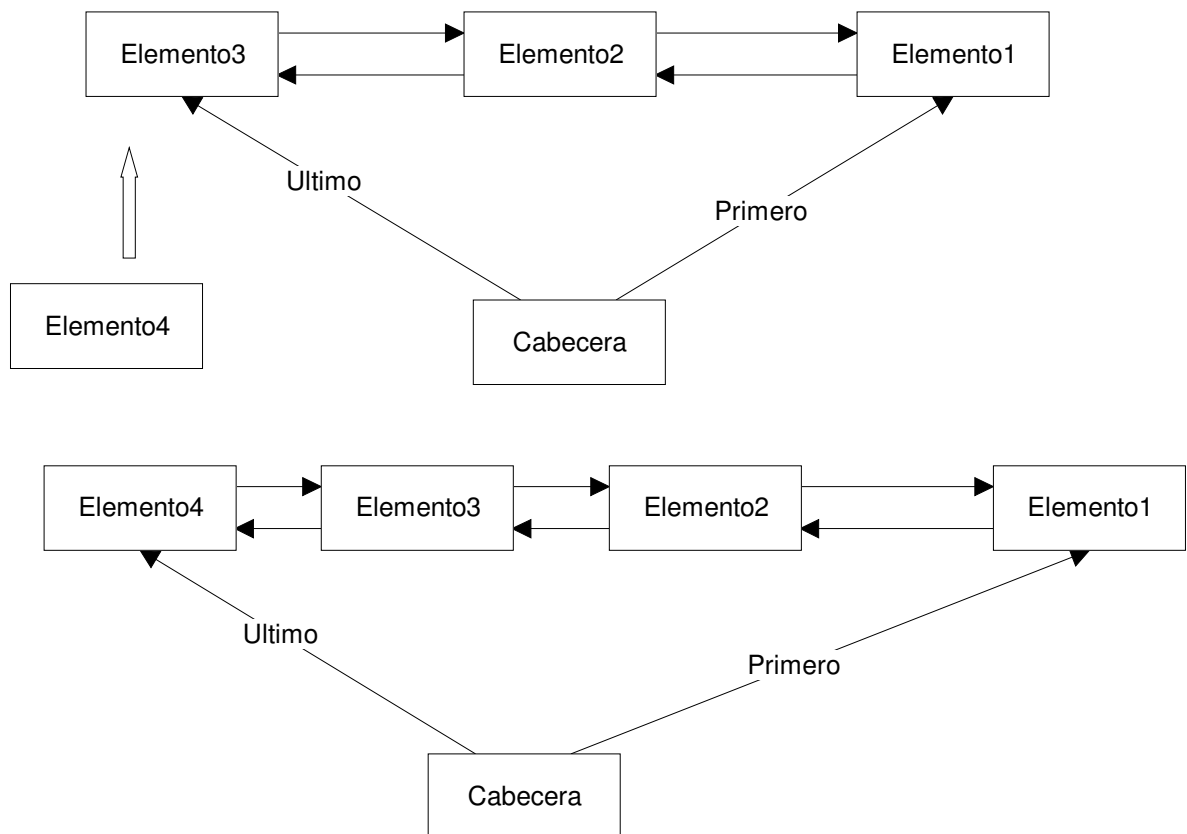 Elemento3 Elemento2 Elemento1
Ultimo
Primero
Elemento4
Cabecera
Elemento4 Elemento3 Elemento2 Elemento1
Ultimo
Primero
Cabecera